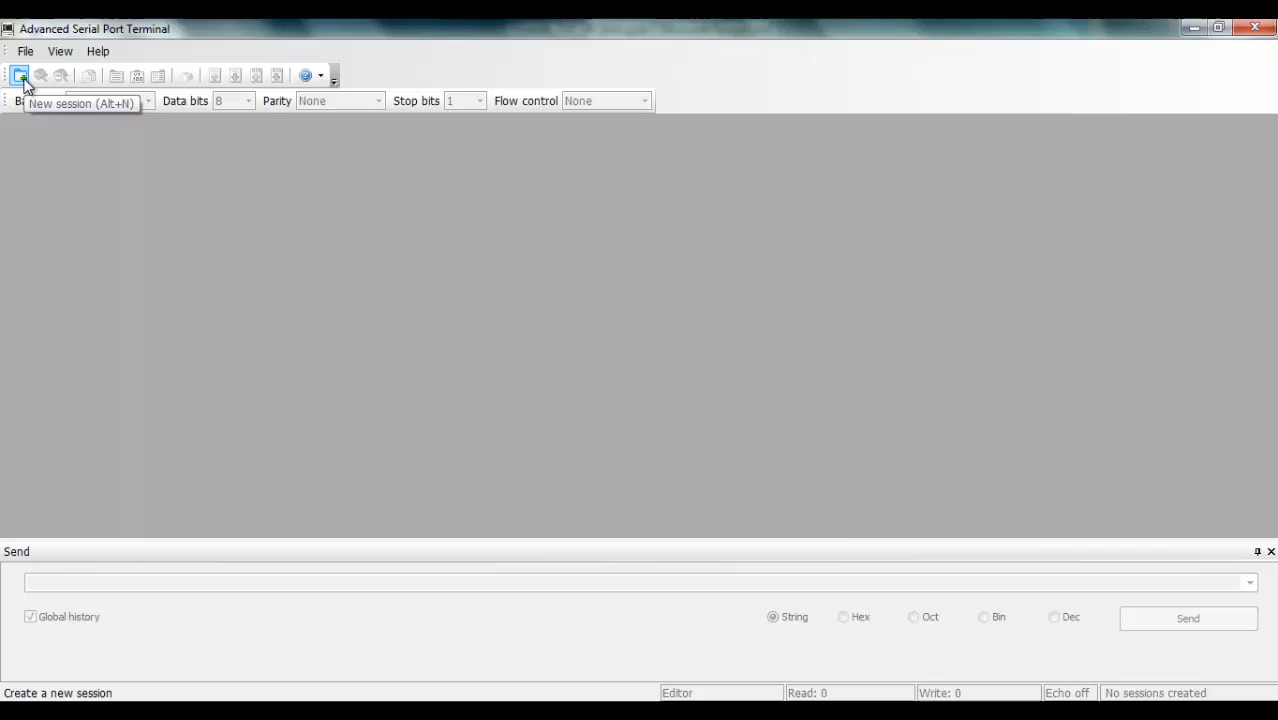 Advanced Serial Port Terminal
File View Help
Ba Data bits 8 Parity None Stop bits 1 Flow control None
New session (Alt+N)
Send
Global history String Hex Oct Bin Dec Send
Create a new session Editor Read: 0 Write: 0 Echo off No sessions created